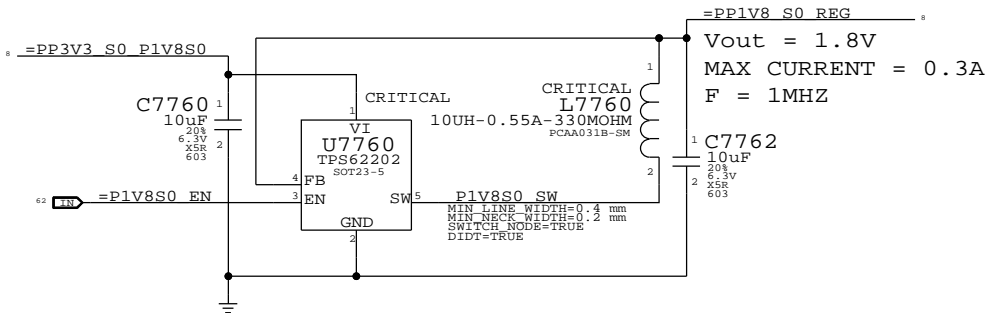 =PP1V8_S0_REG
8
8
=PP3V3_S0_P1V8S0
Vout = 1.8V
MAX CURRENT = 0.3A
F = 1MHZ
1
CRITICAL
L7760
10UH-0.55A-330MOHM
PCAA031B-SM
2
C7760
1
10uF
20%
6.3V
X5R
603
2
1
CRITICAL
VI
U7760
TPS62202
SOT23-5
4
FB
3
EN
SW
5
GND
2
1
C7762
10uF
20%
6.3V
X5R
603
2
62
IN
=P1V8S0_EN
P1V8S0_SW
MIN_LINE_WIDTH=0.4 mm
MIN_NECK_WIDTH=0.2 mm
SWITCH_NODE=TRUE
DIDT=TRUE